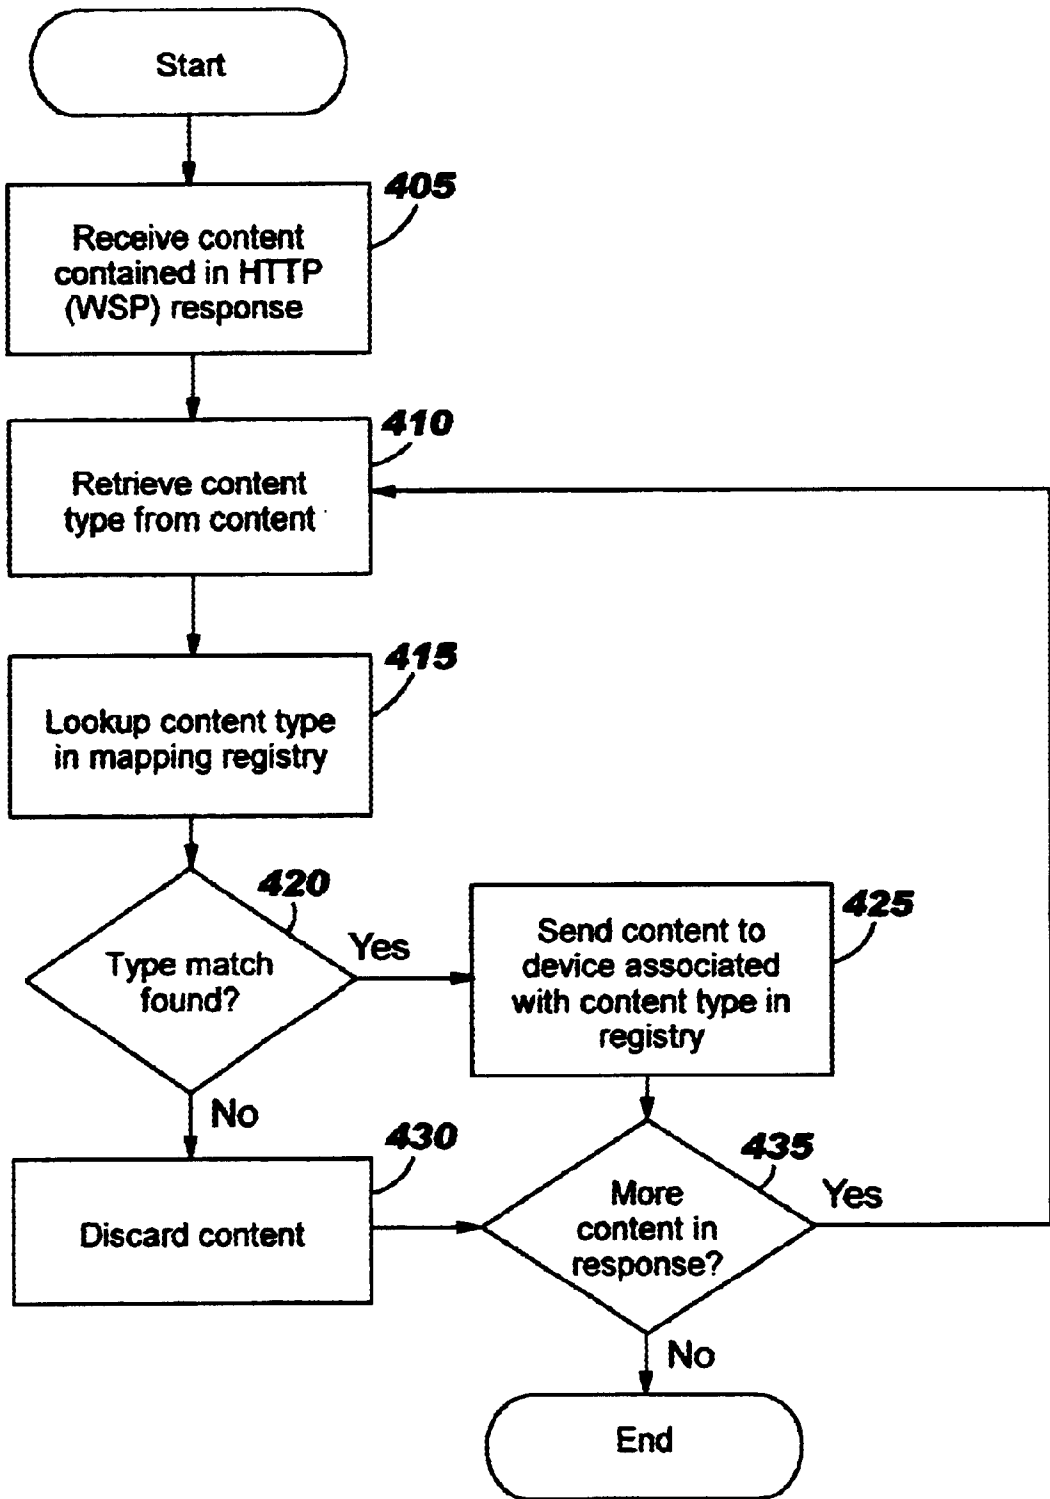 Start
405
Receive content
contained in HTTP
(WSP) response
410
Retrieve content
type from content
415
Lookup content type
in mapping registry
420
Type match
found?
Yes
425
Send content to
device associated
with content type in
registry
No
430
Discard content
435
More
content in
response?
Yes
No
End